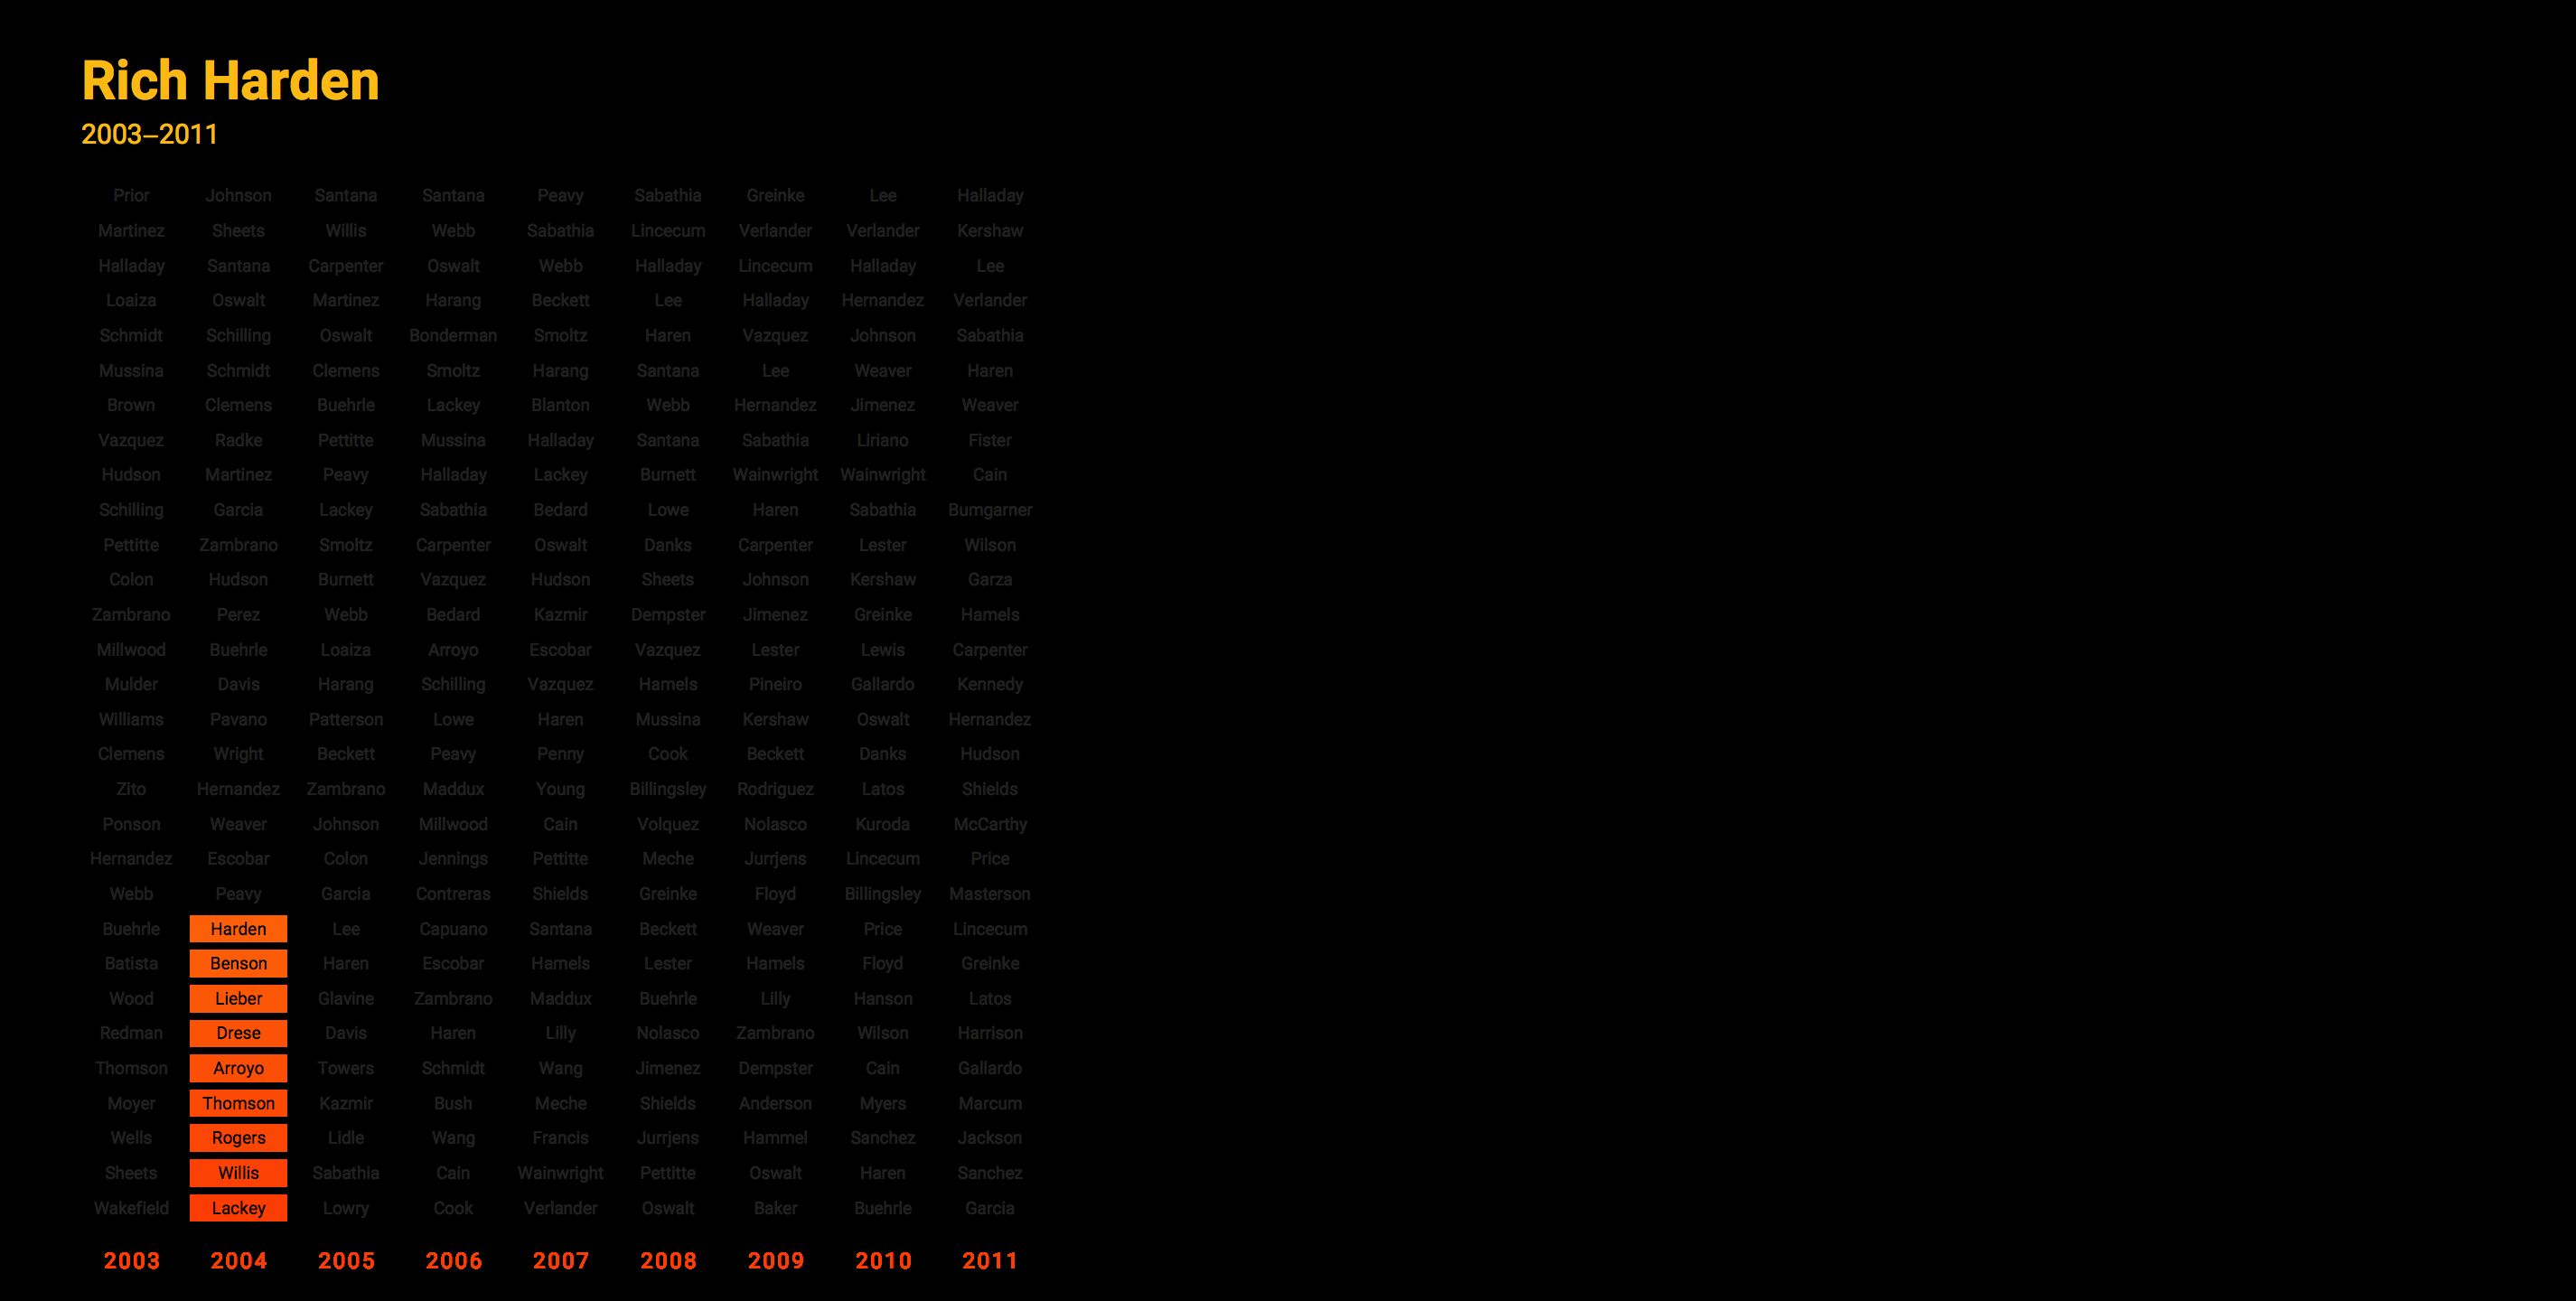 Rich Harden
2003–2011
Prior Johnson Santana Santana Peavy Sabathia Greinke Lee Halladay
Martinez Sheets Willis Webb Sabathia Lincecum Verlander Verlander Kershaw
Halladay Santana Carpenter Oswalt Webb Halladay Lincecum Halladay Lee
Loaiza Oswalt Martinez Harang Beckett Lee Halladay Hernandez Verlander
Schmidt Schilling Oswalt Bonderman Smoltz Haren Vazquez Johnson Sabathia
Mussina Schmidt Clemens Smoltz Harang Santana Lee Weaver Haren
Brown Clemens Buehrle Lackey Blanton Webb Hernandez Jimenez Weaver
Vazquez Radke Pettitte Mussina Halladay Santana Sabathia Liriano Fister
Hudson Martinez Peavy Halladay Lackey Burnett Wainwright Wainwright Cain
Schilling Garcia Lackey Sabathia Bedard Lowe Haren Sabathia Bumgarner
Pettitte Zambrano Smoltz Carpenter Oswalt Danks Carpenter Lester Wilson
Colon Hudson Burnett Vazquez Hudson Sheets Johnson Kershaw Garza
Zambrano Perez Webb Bedard Kazmir Dempster Jimenez Greinke Hamels
Millwood Buehrle Loaiza Arroyo Escobar Vazquez Lester Lewis Carpenter
Mulder Davis Harang Schilling Vazquez Hamels Pineiro Gallardo Kennedy
Williams Pavano Patterson Lowe Haren Mussina Kershaw Oswalt Hernandez
Clemens Wright Beckett Peavy Penny Cook Beckett Danks Hudson
Zito Hernandez Zambrano Maddux Young Billingsley Rodriguez Latos Shields
Ponson Weaver Johnson Millwood Cain Volquez Nolasco Kuroda McCarthy
Hernandez Escobar Colon Jennings Pettitte Meche Jurrjens Lincecum Price
Webb Peavy Garcia Contreras Shields Greinke Floyd Billingsley Masterson
Buehrle Harden Lee Capuano Santana Beckett Weaver Price Lincecum
Batista Benson Haren Escobar Hamels Lester Hamels Floyd Greinke
Wood Lieber Glavine Zambrano Maddux Buehrle Lilly Hanson Latos
Redman Drese Davis Haren Lilly Nolasco Zambrano Wilson Harrison
Thomson Arroyo Towers Schmidt Wang Jimenez Dempster Cain Gallardo
Moyer Thomson Kazmir Bush Meche Shields Anderson Myers Marcum
Wells Rogers Lidle Wang Francis Jurrjens Hammel Sanchez Jackson
Sheets Willis Sabathia Cain Wainwright Pettitte Oswalt Haren Sanchez
Wakefield Lackey Lowry Cook Verlander Oswalt Baker Buehrle Garcia
2003 2004 2005 2006 2007 2008 2009 2010 2011